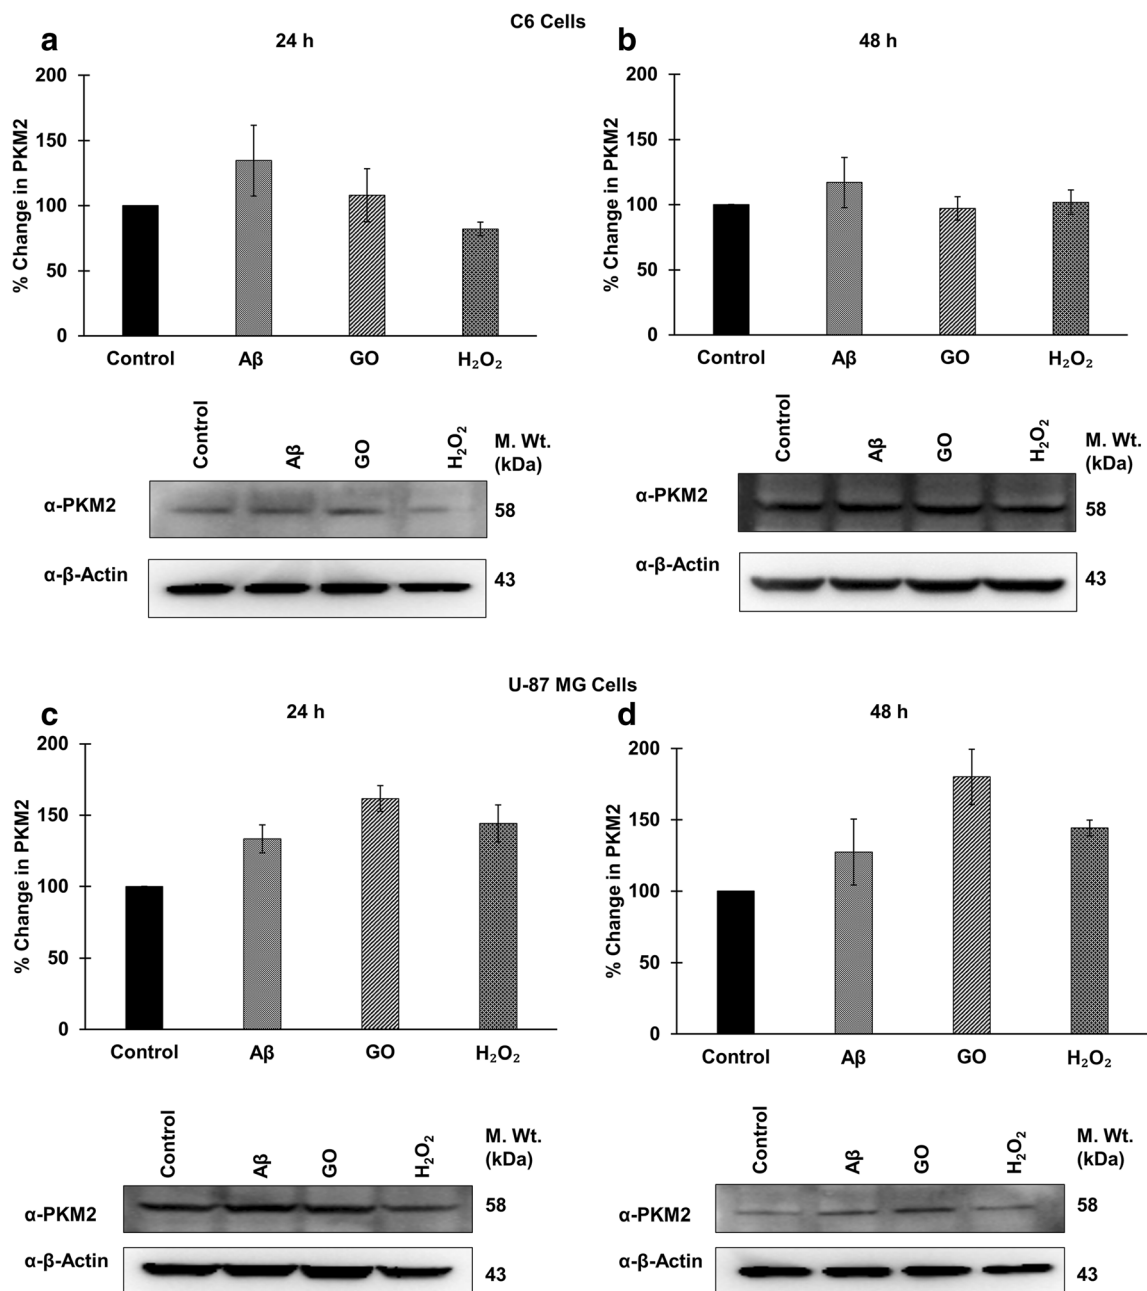 C6 Cells
a
24 h
b
48 h
% Change in PKM2
200
150
100
50
0
Control
Aβ
GO
H₂O₂
% Change in PKM2
200
150
100
50
0
Control
Aβ
GO
H₂O₂
Control
Aβ
GO
H₂O₂
M. Wt.
(kDa)
α-PKM2
58
α-β-Actin
43
Control
Aβ
GO
H₂O₂
M. Wt.
(kDa)
α-PKM2
58
α-β-Actin
43
U-87 MG Cells
c
24 h
d
48 h
% Change in PKM2
200
150
100
50
0
Control
Aβ
GO
H₂O₂
% Change in PKM2
200
150
100
50
0
Control
Aβ
GO
H₂O₂
Control
Aβ
GO
H₂O₂
M. Wt.
(kDa)
α-PKM2
58
α-β-Actin
43
Control
Aβ
GO
H₂O₂
M. Wt.
(kDa)
α-PKM2
58
α-β-Actin
43